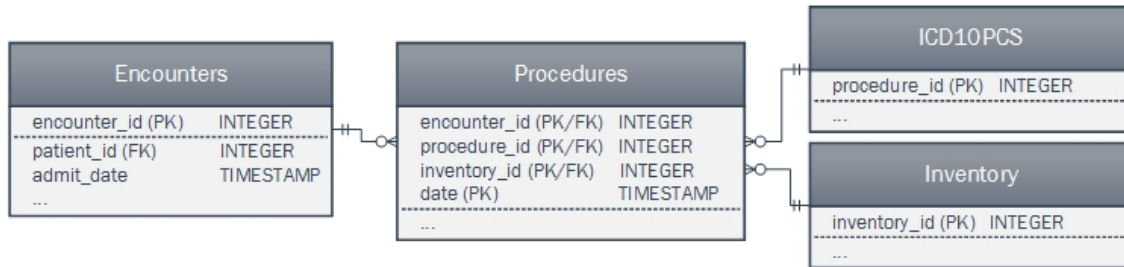 Encounters
encounter_id (PK) INTEGER
patient_id (FK) INTEGER
admit_date TIMESTAMP
...
Procedures
encounter_id (PK/FK) INTEGER
procedure_id (PK/FK) INTEGER
inventory_id (PK/FK) INTEGER
date (PK) TIMESTAMP
...
ICD10PCS
procedure_id (PK) INTEGER
...
Inventory
inventory_id (PK) INTEGER
...